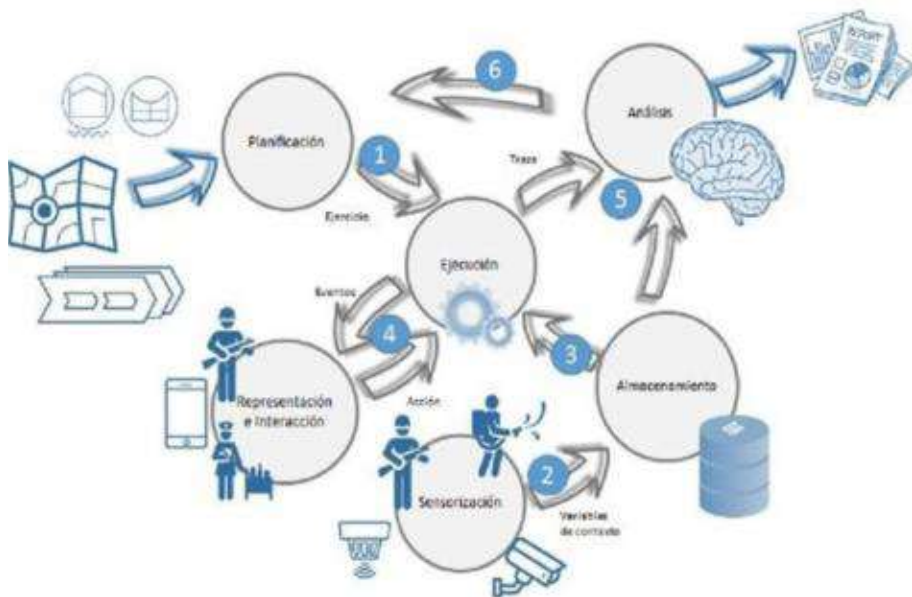 6
REPORT
Análisis
Planificación
1
Traza
5
Ejercicio
Ejecución
Eventos
4
3
Almacenamiento
Representación
e Interacción
Acción
2
Sensorización
Variables
de contexto